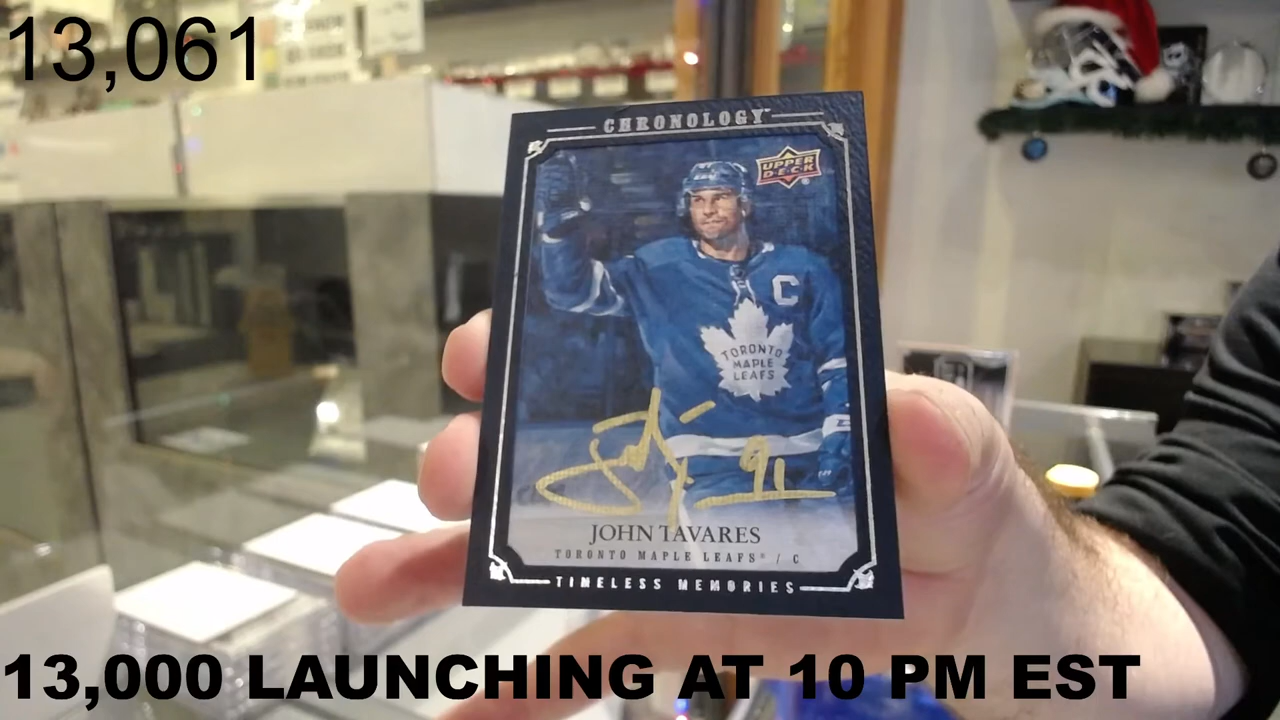 13,061
CHRONOLOGY
UPPER
DECK
C
TORONTO
MAPLE
LEAFS
91
JOHN TAVARES
TORONTO MAPLE LEAFS® / C
TIMELESS MEMORIES
13,000 LAUNCHING AT 10 PM EST